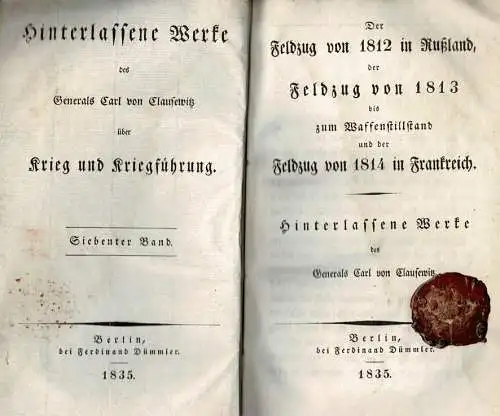 Hinterlassene Werke
des
Generals Carl von Clausewitz
über
Krieg und Kriegführung.
Siebenter Band.
Berlin,
bei Ferdinand Dümmler.
1835.
Der
Feldzug von 1812 in Rußland,
der
Feldzug von 1813
bis
zum Waffenstillstand
und der
Feldzug von 1814 in Frankreich.
Hinterlassene Werke
des
Generals Carl von Clausewitz
Berlin,
bei Ferdinand Dümmler.
1835.